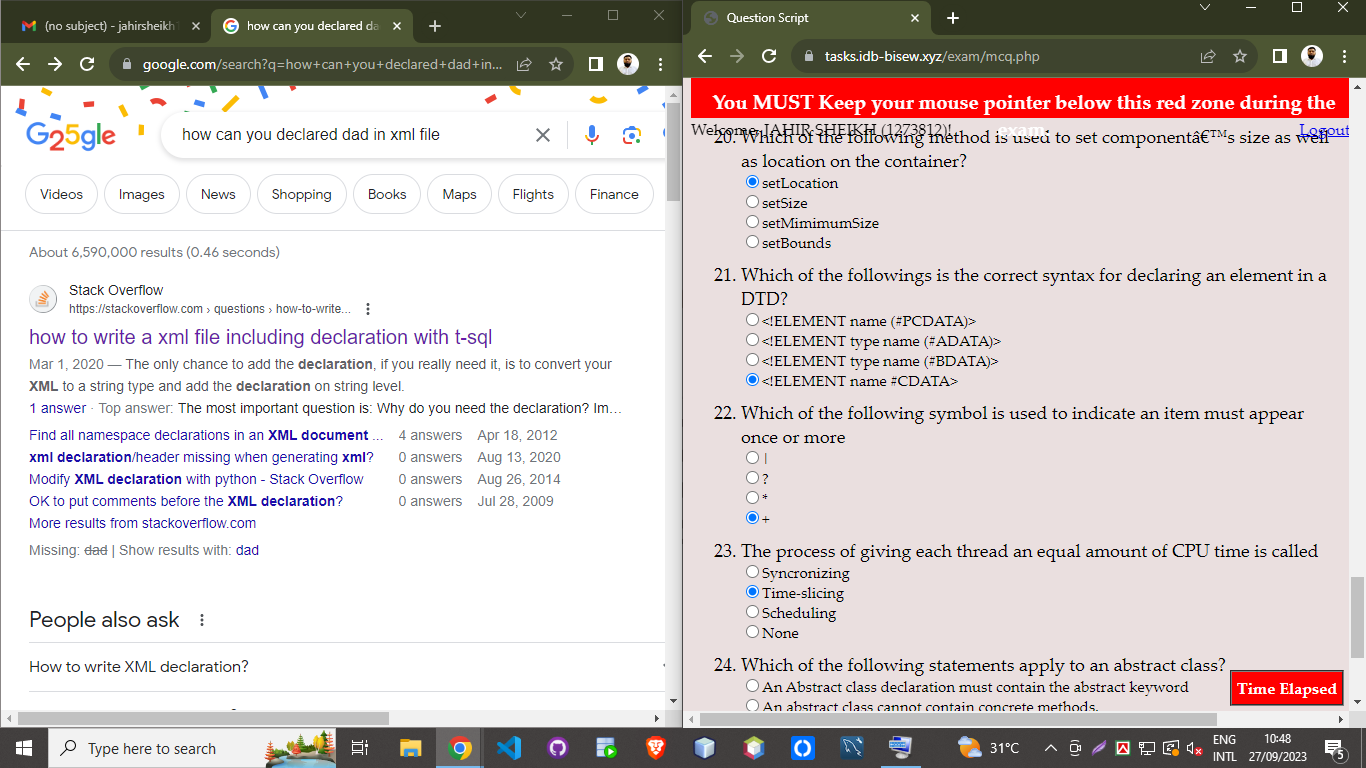 (no subject) - jahirsheikh
how can you declared da
google.com/search?q=how+can+you+declared+dad+in...
G25gle
how can you declared dad in xml file
Videos
Images
News
Shopping
Books
Maps
Flights
Finance
About 6,590,000 results (0.46 seconds)
Stack Overflow
https://stackoverflow.com › questions › how-to-write...
how to write a xml file including declaration with t-sql
Mar 1, 2020 — The only chance to add the declaration, if you really need it, is to convert your
XML to a string type and add the declaration on string level.
1 answer · Top answer: The most important question is: Why do you need the declaration? Im...
Find all namespace declarations in an XML document ... 4 answers Apr 18, 2012
xml declaration/header missing when generating xml? 0 answers Aug 13, 2020
Modify XML declaration with python - Stack Overflow 0 answers Aug 26, 2014
OK to put comments before the XML declaration? 0 answers Jul 28, 2009
More results from stackoverflow.com
Missing: dad | Show results with: dad
People also ask
How to write XML declaration?
Question Script
tasks.idb-bisew.xyz/exam/mcq.php
You MUST Keep your mouse pointer below this red zone during the
exam
Welcome, JAHIR SHEIKH (1273812)!
Logout
20. Which of the following method is used to set componentâ€™s size as well
as location on the container?
setLocation
setSize
setMimimumSize
setBounds
21. Which of the followings is the correct syntax for declaring an element in a
DTD?
<!ELEMENT name (#PCDATA)>
<!ELEMENT type name (#ADATA)>
<!ELEMENT type name (#BDATA)>
<!ELEMENT name #CDATA>
22. Which of the following symbol is used to indicate an item must appear
once or more
|
?
*
+
23. The process of giving each thread an equal amount of CPU time is called
Syncronizing
Time-slicing
Scheduling
None
24. Which of the following statements apply to an abstract class?
An Abstract class declaration must contain the abstract keyword
An abstract class cannot contain concrete methods.
Time Elapsed
Type here to search
31°C
ENG
INTL
10:48
27/09/2023
5